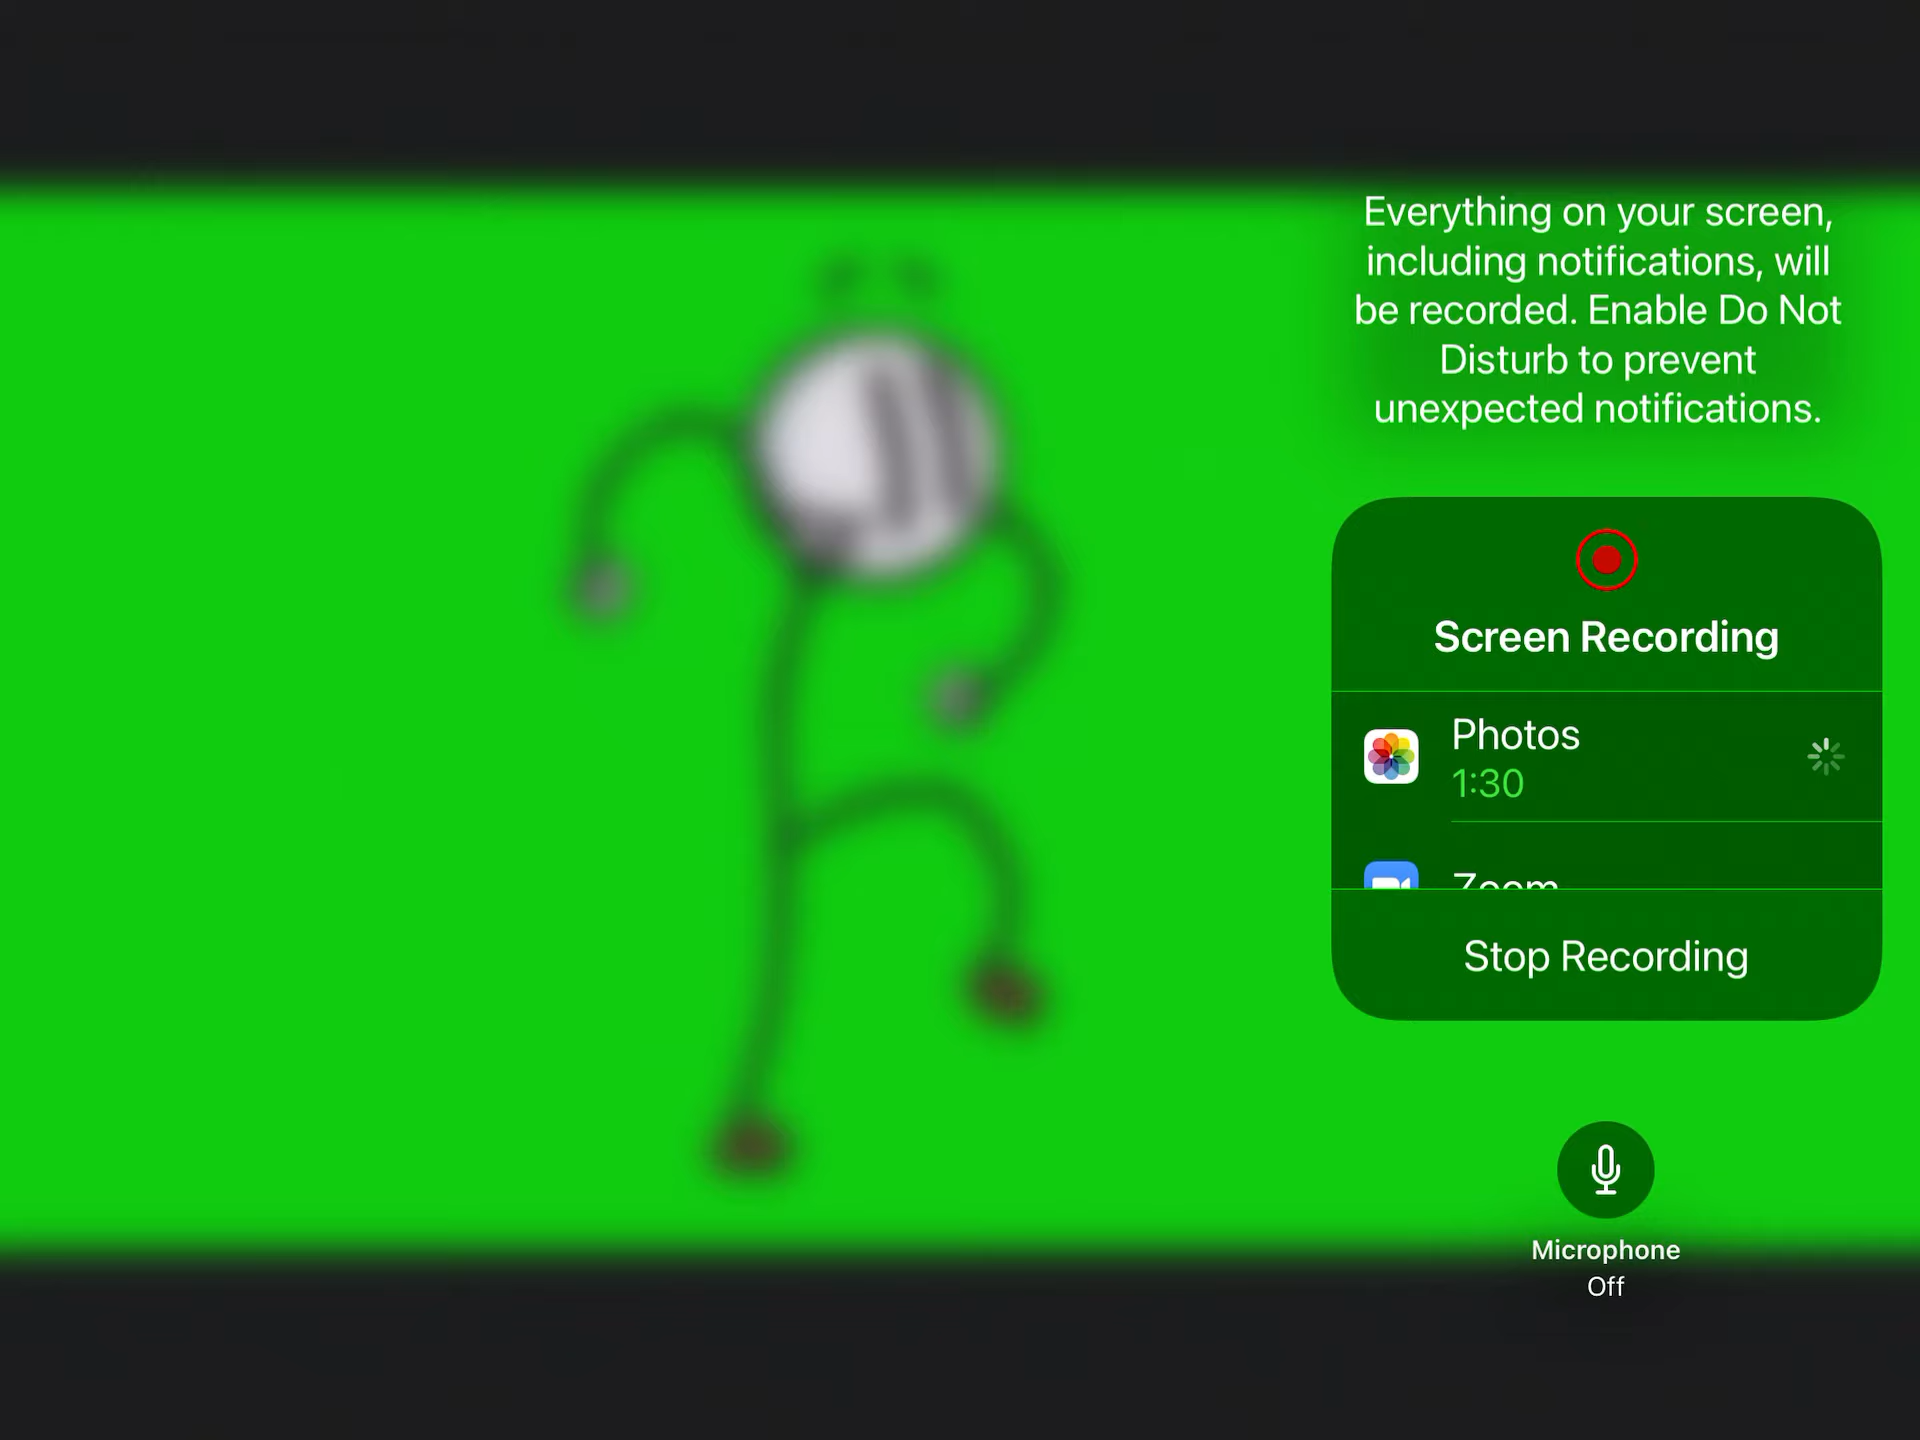 Everything on your screen,
including notifications, will
be recorded. Enable Do Not
Disturb to prevent
unexpected notifications.
Screen Recording
Photos
1:30
Zoom
Stop Recording
Microphone
Off